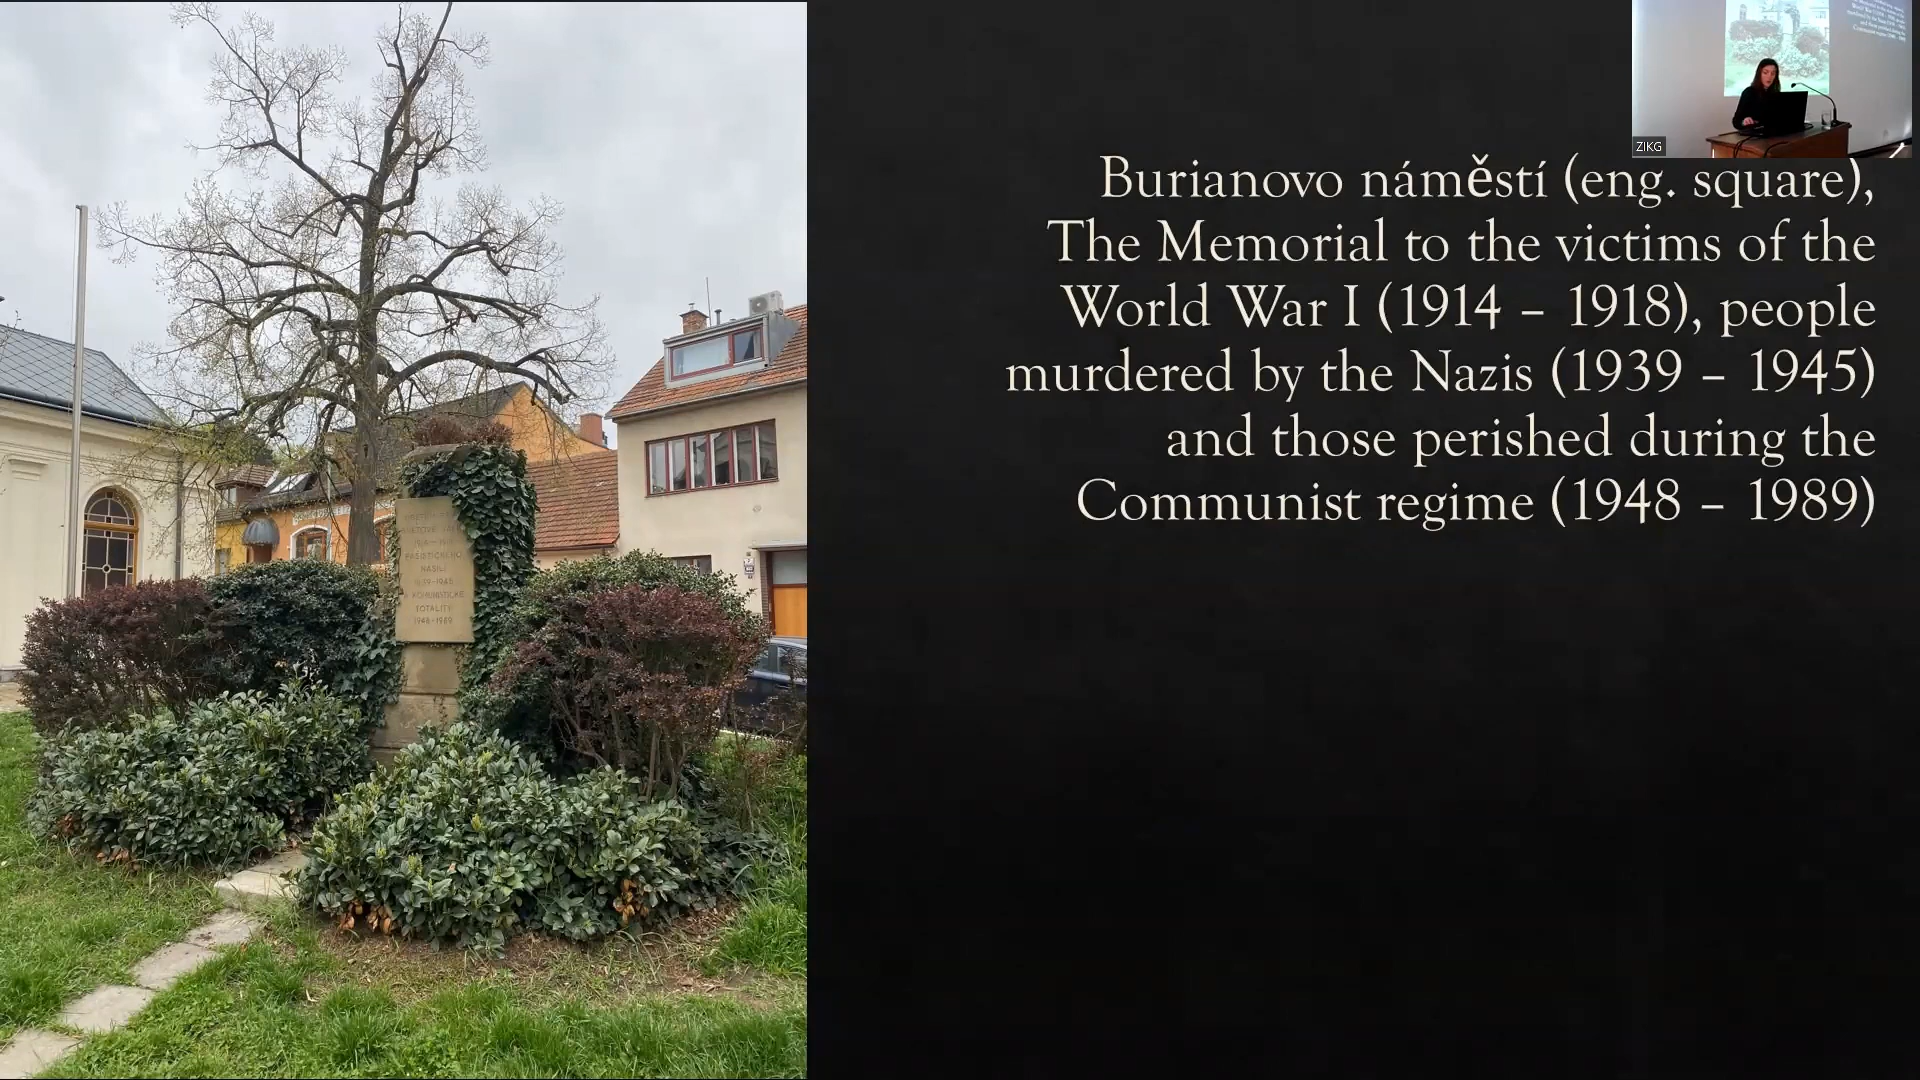 Burianovo náměstí (eng. square),
The Memorial to the victims of the
World War I (1914 – 1918), people
murdered by the Nazis (1939 – 1945)
and those perished during the
Communist regime (1948 – 1989)
ZIKG
FAŠISTICKÉHO
NÁSILÍ
1939-1945
A KOMUNISTICKÉ
TOTALITY
1948-1989